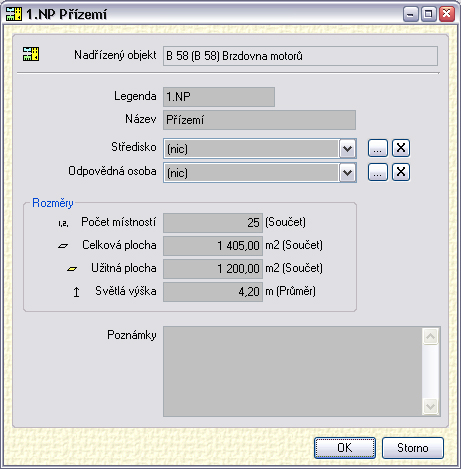 1.NP Přízemí
Nadřízený objekt B 58 (B 58) Brzdovna motorů
Legenda 1.NP
Název Přízemí
Středisko (nic) ... X
Odpovědná osoba (nic) ... X
Rozměry
1,2, Počet místností 25 (Součet)
Celková plocha 1 405,00 m2 (Součet)
Užitná plocha 1 200,00 m2 (Součet)
Světlá výška 4,20 m (Průměr)
Poznámky
OK Storno